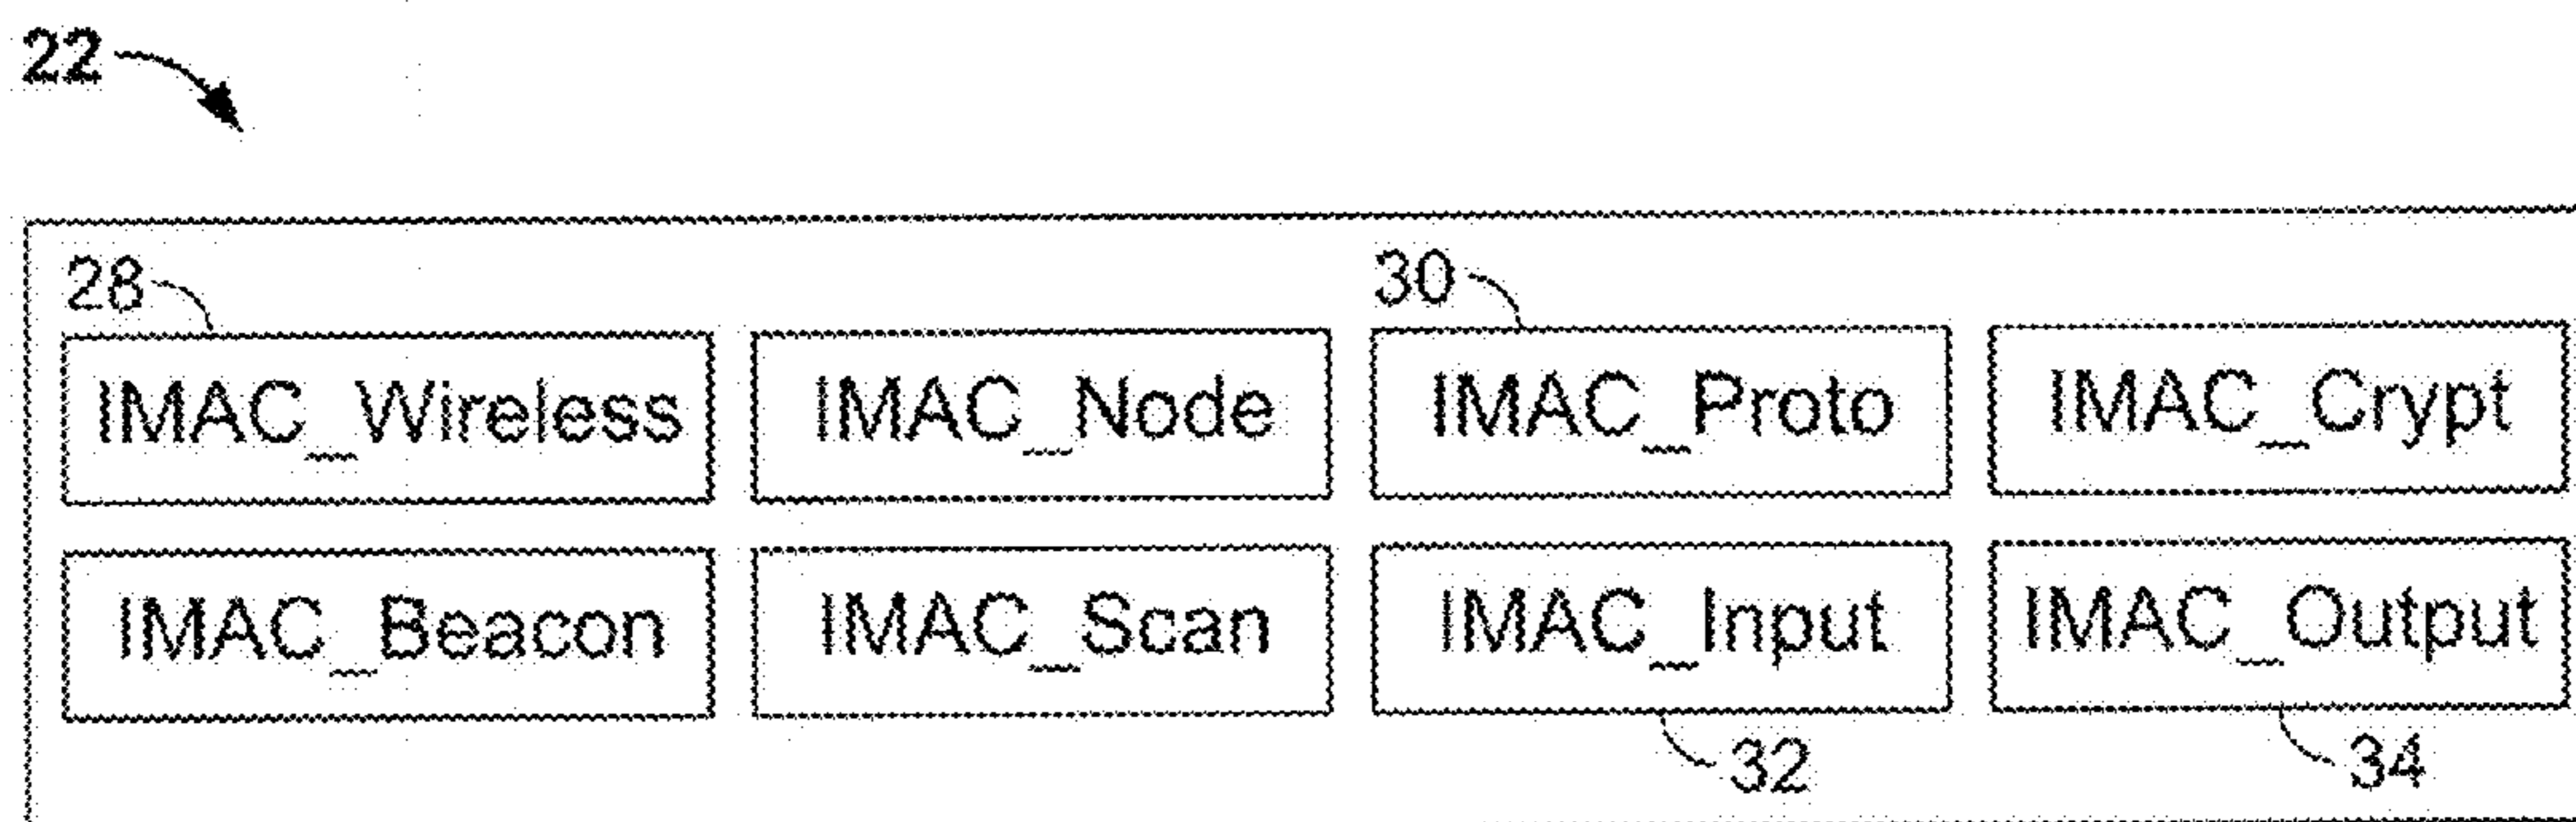 22
28 30
IMAC_Wireless IMAC_Node IMAC_Proto IMAC_Crypt
IMAC_Beacon IMAC_Scan IMAC_Input IMAC_Output
32 34